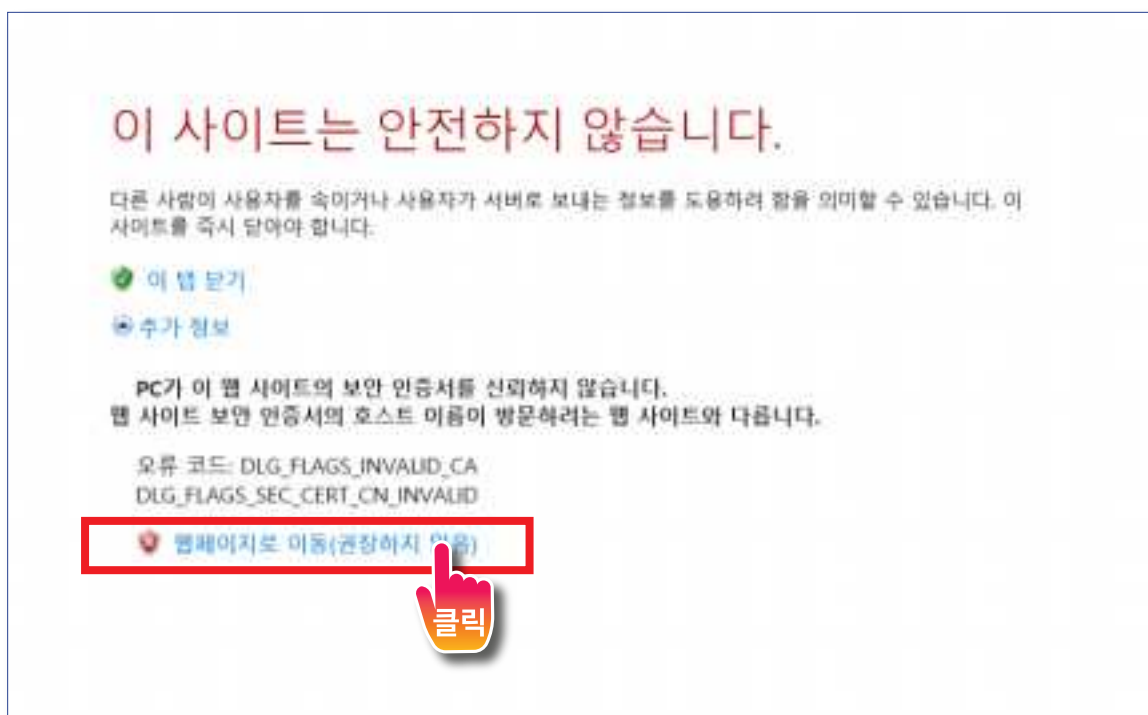 이 사이트는 안전하지 않습니다.
다른 사람이 사용자를 속이거나 사용자가 서버로 보내는 정보를 도용하려 함을 의미할 수 있습니다. 이
사이트를 즉시 닫아야 합니다.
이 탭 닫기
추가 정보
PC가 이 웹 사이트의 보안 인증서를 신뢰하지 않습니다.
웹 사이트 보안 인증서의 호스트 이름이 방문하려는 웹 사이트와 다릅니다.
오류 코드: DLG_FLAGS_INVALID_CA
DLG_FLAGS_SEC_CERT_CN_INVALID
웹페이지로 이동(권장하지 않음)
클릭